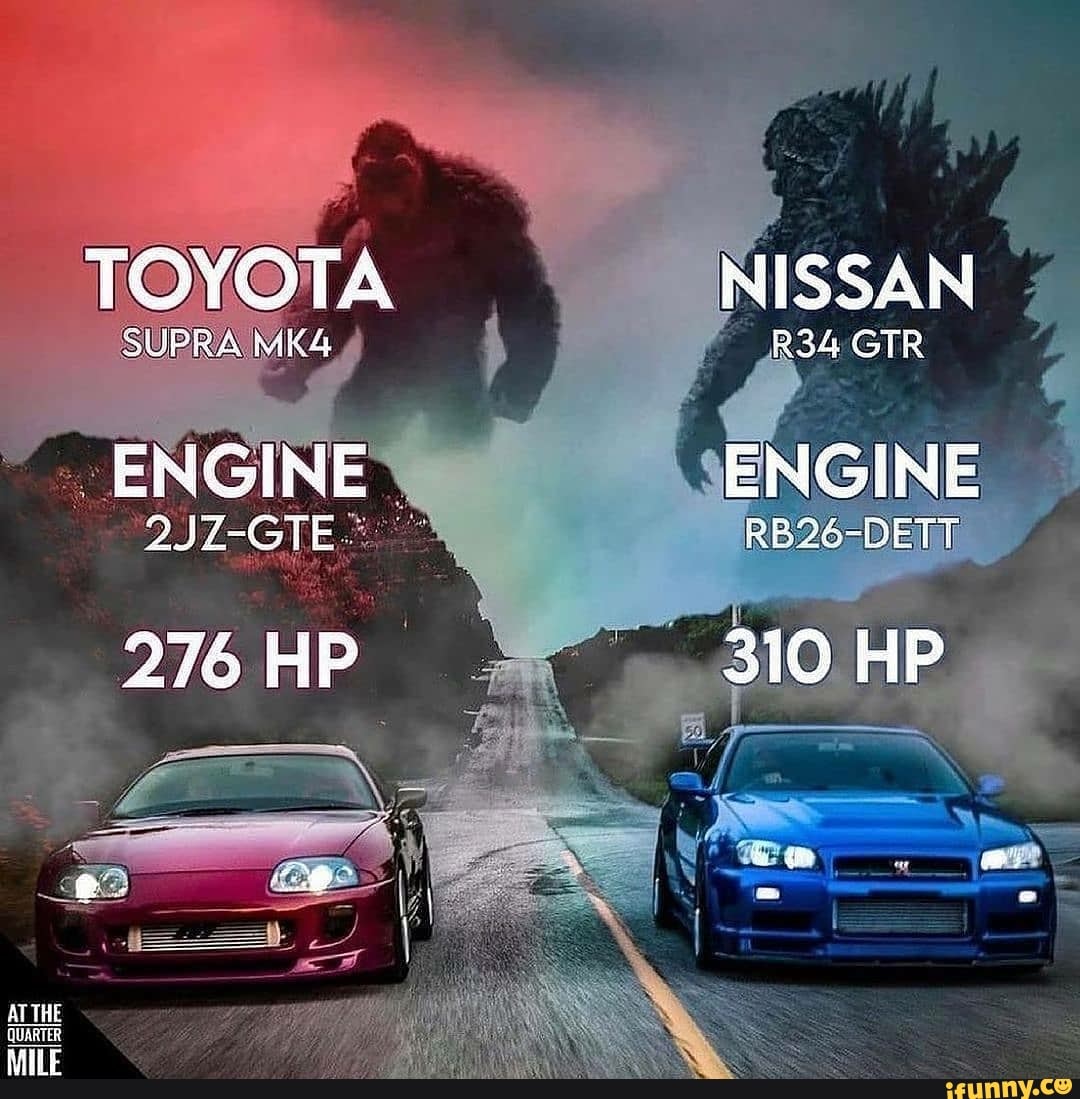 TOYOTA
SUPRA MK4
ENGINE
2JZ-GTE
276 HP
NISSAN
R34 GTR
ENGINE
RB26-DETT
310 HP
50
AT THE
QUARTER
MILE
ifunny.co